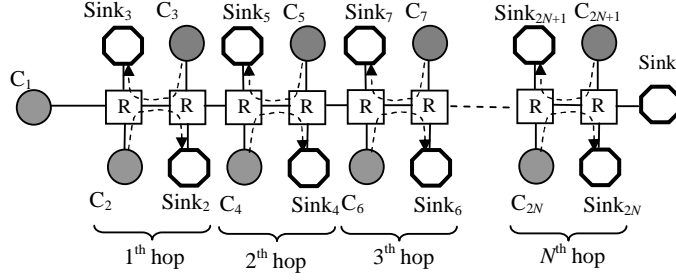 Sink₃ C₃ Sink₅ C₅ Sink₇ C₇ Sink₂N₊₁ C₂N₊₁
C₁ R R R R R R R R Sink
C₂ Sink₂ C₄ Sink₄ C₆ Sink₆ C₂N Sink₂N
1ᵗʰ hop 2ᵗʰ hop 3ᵗʰ hop Nᵗʰ hop